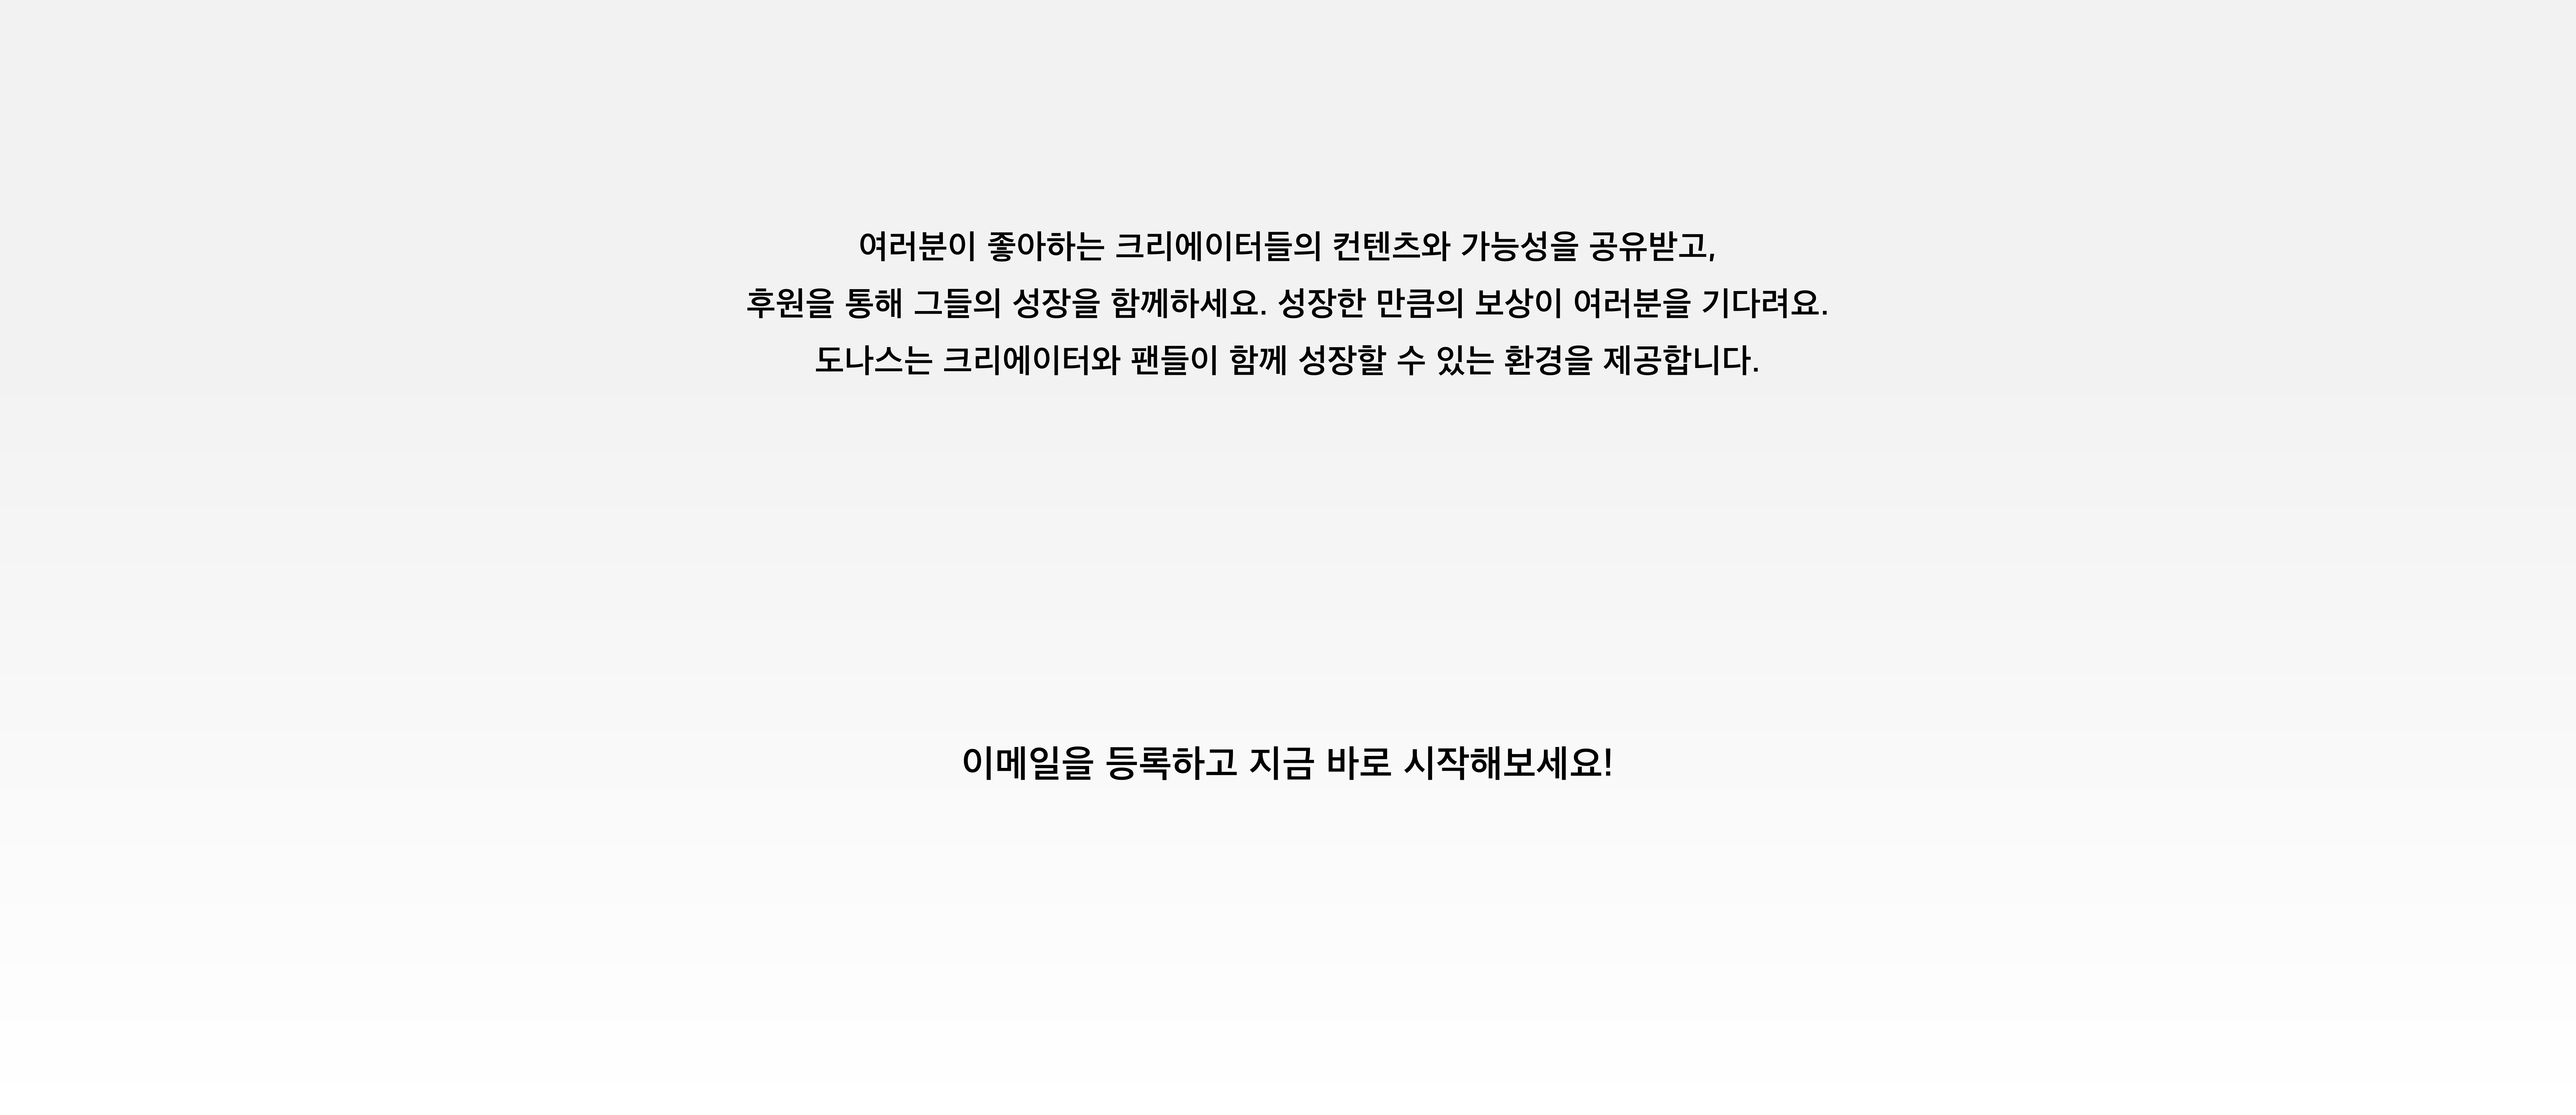 여러분이 좋아하는 크리에이터들의 컨텐츠와 가능성을 공유받고,
후원을 통해 그들의 성장을 함께하세요. 성장한 만큼의 보상이 여러분을 기다려요.
도나스는 크리에이터와 팬들이 함께 성장할 수 있는 환경을 제공합니다.
이메일을 등록하고 지금 바로 시작해보세요!